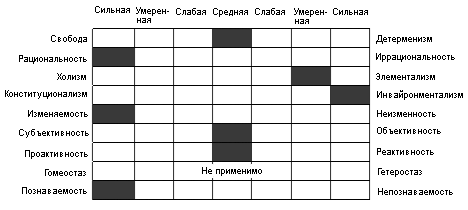 Сильная Умерен- Слабая Средняя Слабая Умерен- Сильная
ная ная
Свобода Детерменизм
Рациональность Иррациональность
Холизм Элементализм
Конституционализм Инвайронментализм
Изменяемость Неизменность
Субъективность Объективность
Проактивность Реактивность
Гомеостаз Не применимо Гетеростаз
Познаваемость Непознаваемость